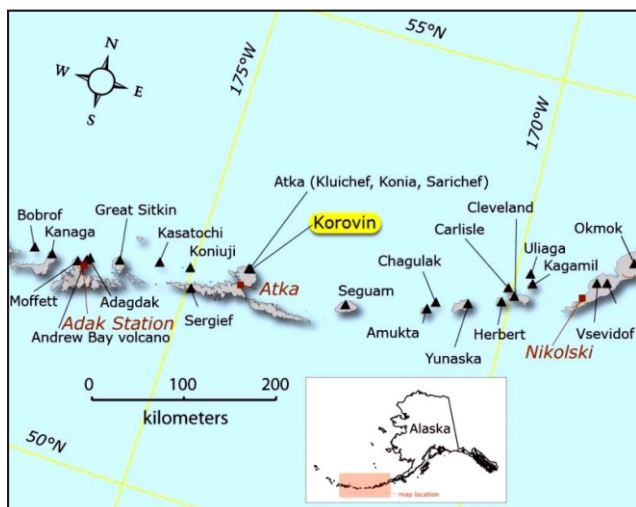 55°N
N
W
E
S
175°W
170°W
Atka (Kluichef, Konia, Sarichef)
Korovin
Cleveland
Bobrof
Kanaga
Great Sitkin
Kasatochi
Koniuji
Carlisle
Uliaga
Kagamil
Okmok
Chagulak
Moffett
Adagdak
Adak Station
Andrew Bay volcano
Sergief
Atka
Seguam
Amukta
Yunaska
Herbert
Nikolski
Vsevidof
0 100 200
kilometers
50°N
Alaska
map location